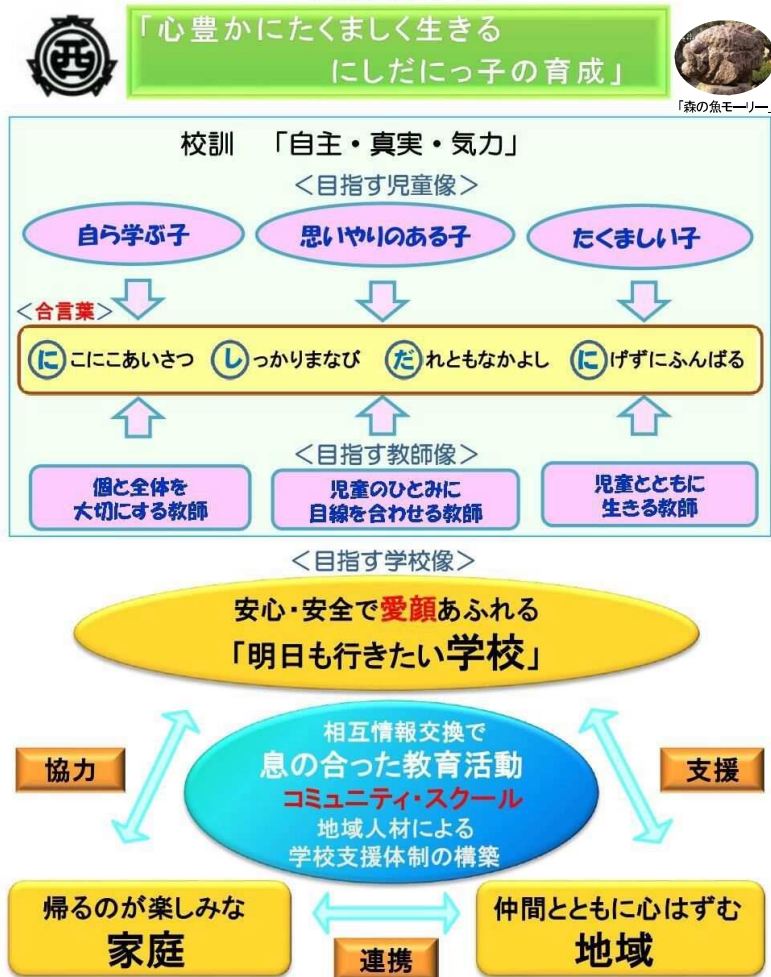 西
「心豊かにたくましく生きる
にしだにっ子の育成」
「森の魚モーリー」
校訓　「自主・真実・気力」
＜目指す児童像＞
自ら学ぶ子
思いやりのある子
たくましい子
＜合言葉＞
にこにこあいさつ　しっかりまなび　だれともなかよし　にげずにふんばる
＜目指す教師像＞
個と全体を
大切にする教師
児童のひとみに
目線を合わせる教師
児童とともに
生きる教師
＜目指す学校像＞
安心・安全で愛顔あふれる
「明日も行きたい学校」
協力
相互情報交換で
息の合った教育活動
コミュニティ・スクール
地域人材による
学校支援体制の構築
支援
帰るのが楽しみな
家庭
連携
仲間とともに心はずむ
地域